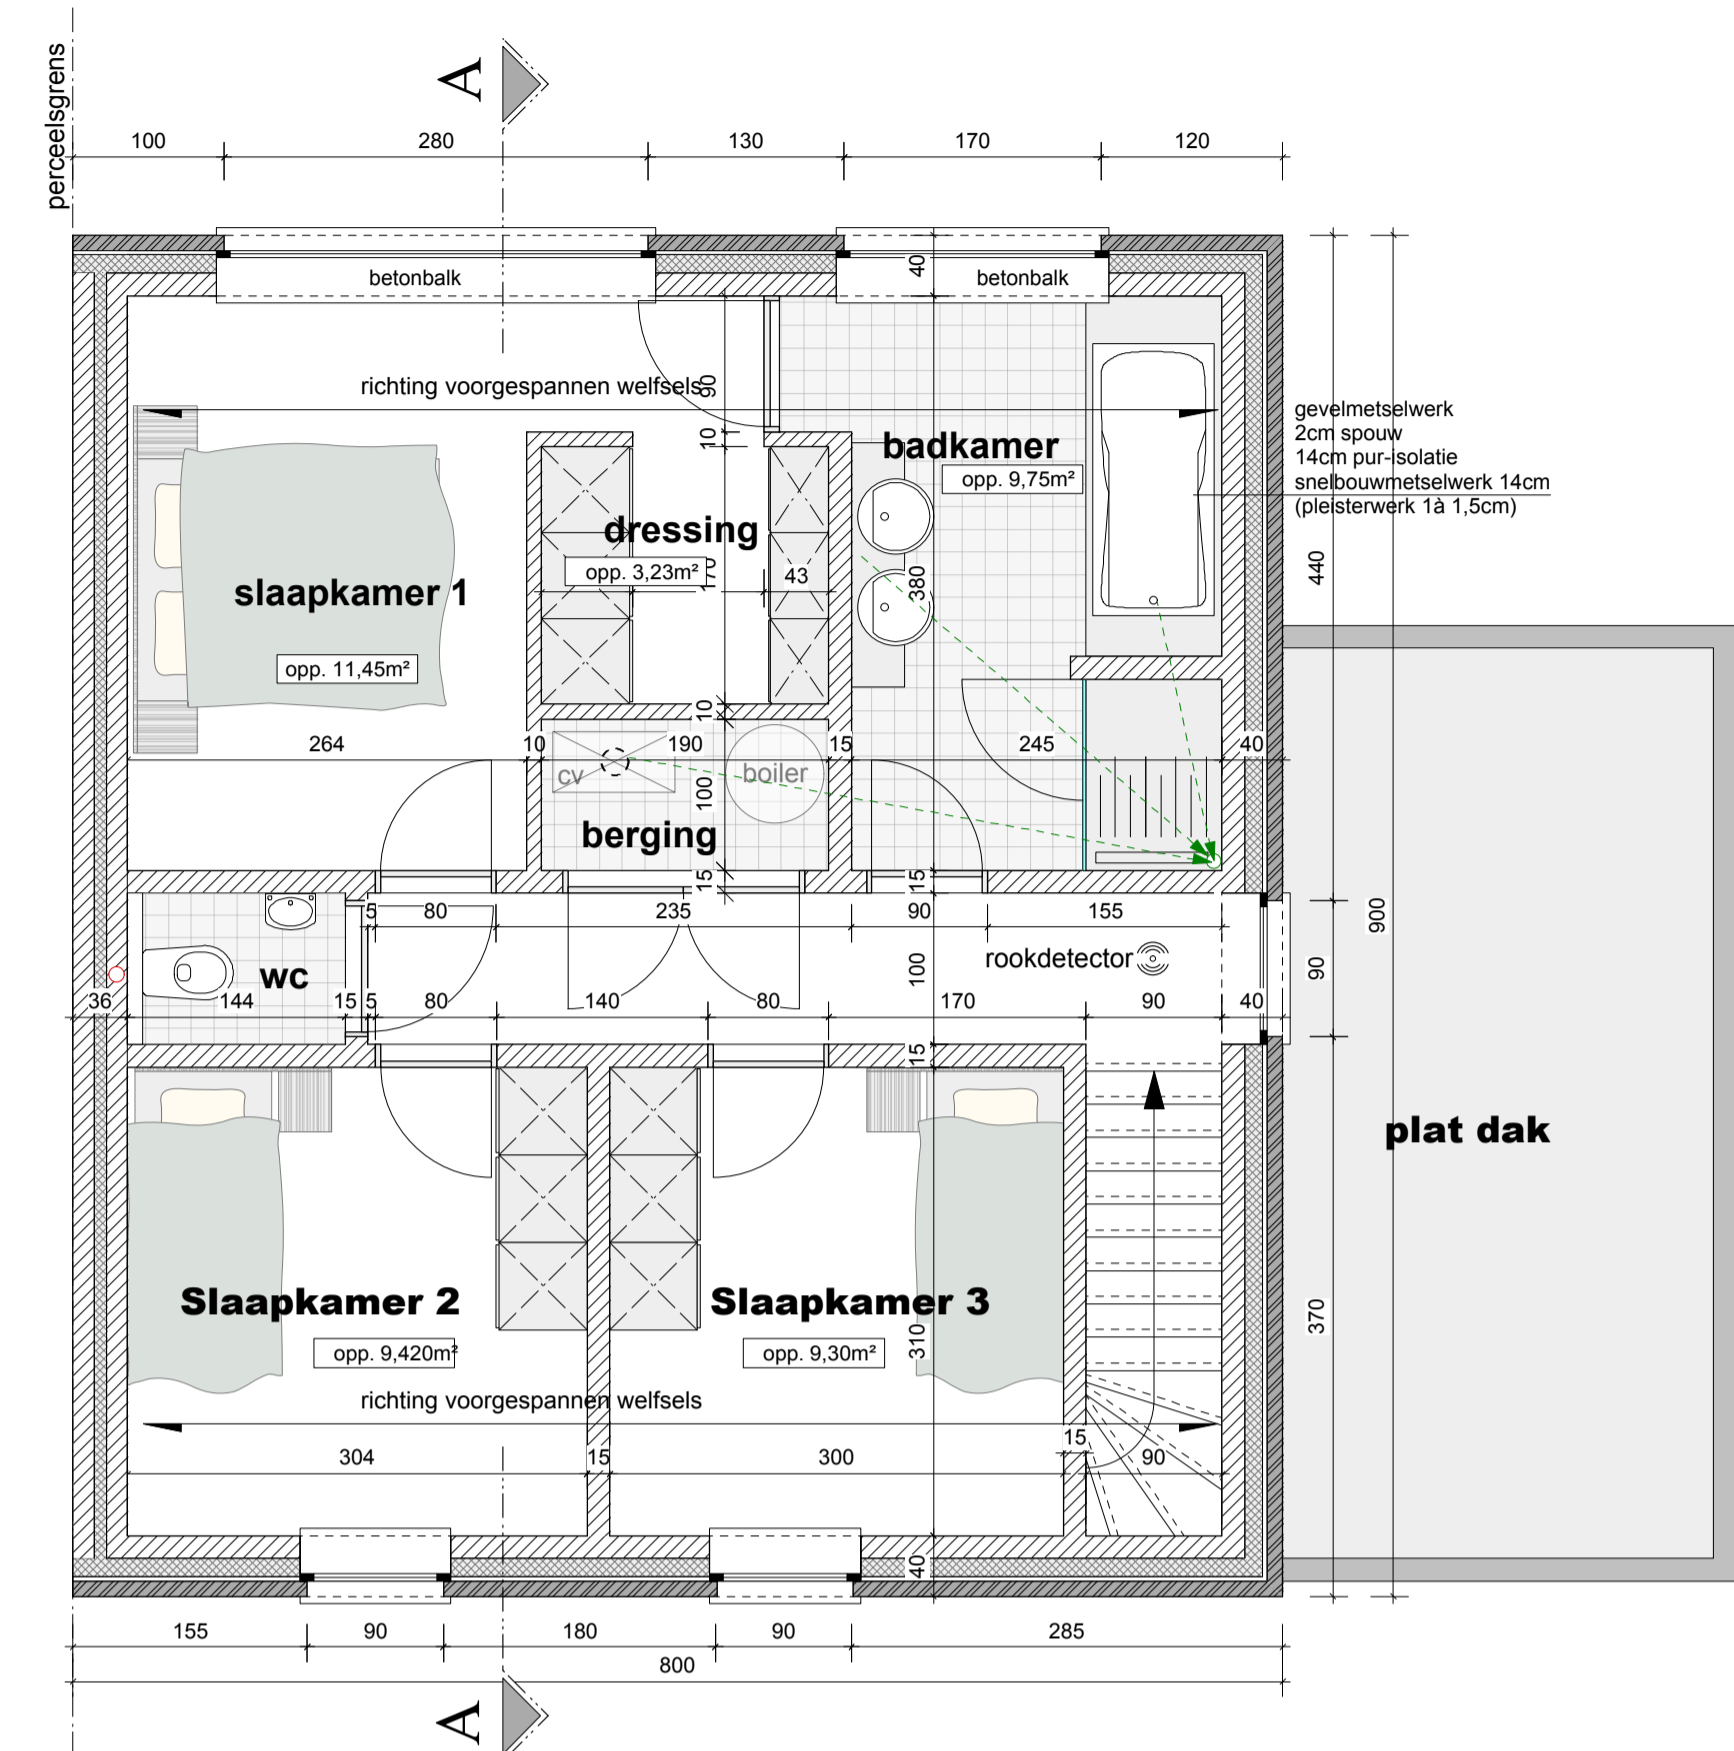 perceelsgrens
A
100 280 130 170 120
betonbalk
betonbalk
40
richting voorgespannen welfsels
90
10
badkamer
opp. 9,75m²
gevelmetselwerk
2cm spouw
14cm pur-isolatie
snelbouwmetselwerk 14cm
(pleisterwerk 1à 1,5cm)
dressing
opp. 3,23m²
43
380
440
slaapkamer 1
opp. 11,45m²
10
264 10 190 15 245 40
cv
boiler
100
berging
15
15
5 80 235 90 155
900
rookdetector
wc
100
90
36 144 15 5 80 140 80 170 90 40
15
plat dak
Slaapkamer 2
opp. 9,420m²
Slaapkamer 3
opp. 9,30m²
310
370
richting voorgespannen welfsels
304 15 300 15 90
40
155 90 180 90 285
800
A